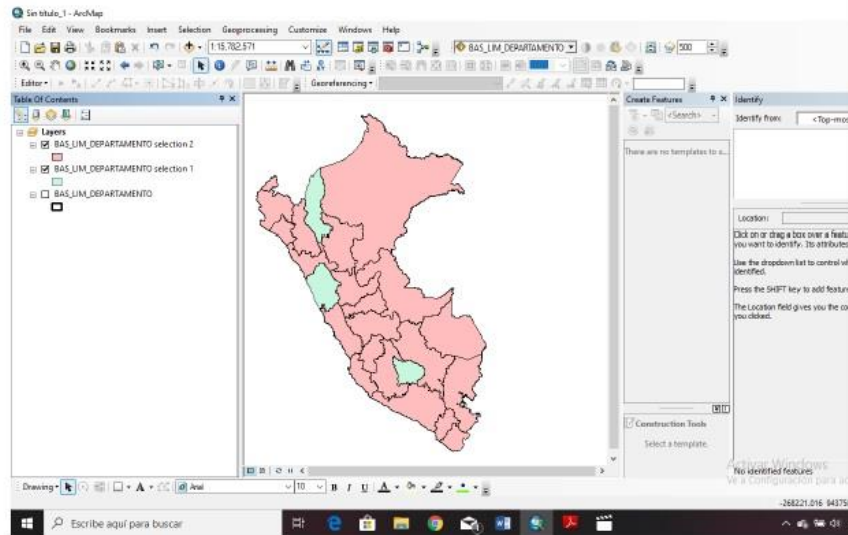 Sin título_1 - ArcMap
File Edit View Bookmarks Insert Selection Geoprocessing Customize Windows Help
1:15,782,571
BAS_LIM_DEPARTAMENTO
500
Editor
Georeferencing
Table Of Contents
Layers
BAS_LIM_DEPARTAMENTO selection 2
BAS_LIM_DEPARTAMENTO selection 1
BAS_LIM_DEPARTAMENTO
Create Features
<Search>
There are no templates to s...
Construction Tools
Select a template.
Identify
Identify from: <Top-mos
Location:
Click on or drag a box over a featu
you want to identify. Its attributes
Use the dropdown list to control wh
identified.
Press the SHIFT key to add feature
The Location field gives you the co
you clicked.
No identified features
Activar Windows
Ve a Configuración para ac
Drawing
A
Arial
10
B I U A
-268221.016
Escribe aquí para buscar